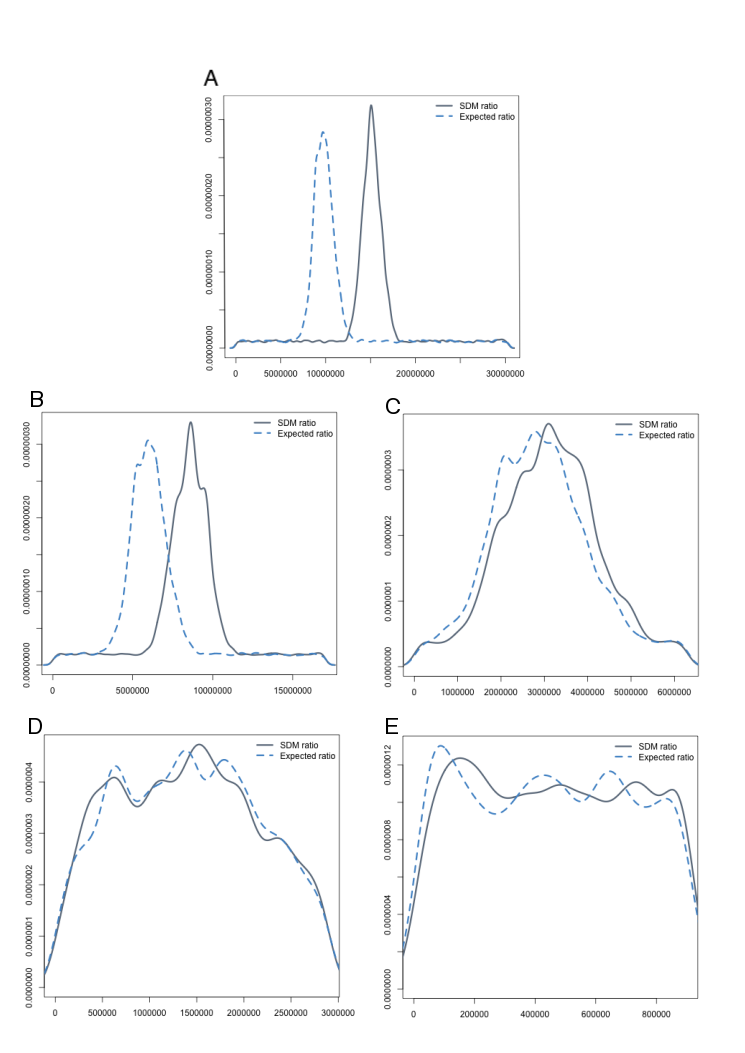 A
SDM ratio
Expected ratio
0.00000000 0.00000010 0.00000020 0.00000030
0 5000000 10000000 20000000 30000000
B
SDM ratio
Expected ratio
0.00000000 0.00000010 0.00000020 0.00000030
0 5000000 10000000 15000000
C
SDM ratio
Expected ratio
0.0000000 0.0000001 0.0000002 0.0000003
0 1000000 2000000 3000000 4000000 5000000 6000000
D
SDM ratio
Expected ratio
0.0000000 0.0000001 0.0000002 0.0000003 0.0000004
0 500000 1000000 1500000 2000000 2500000 3000000
E
SDM ratio
Expected ratio
0.0000000 0.0000004 0.0000008 0.0000012
0 200000 400000 600000 800000